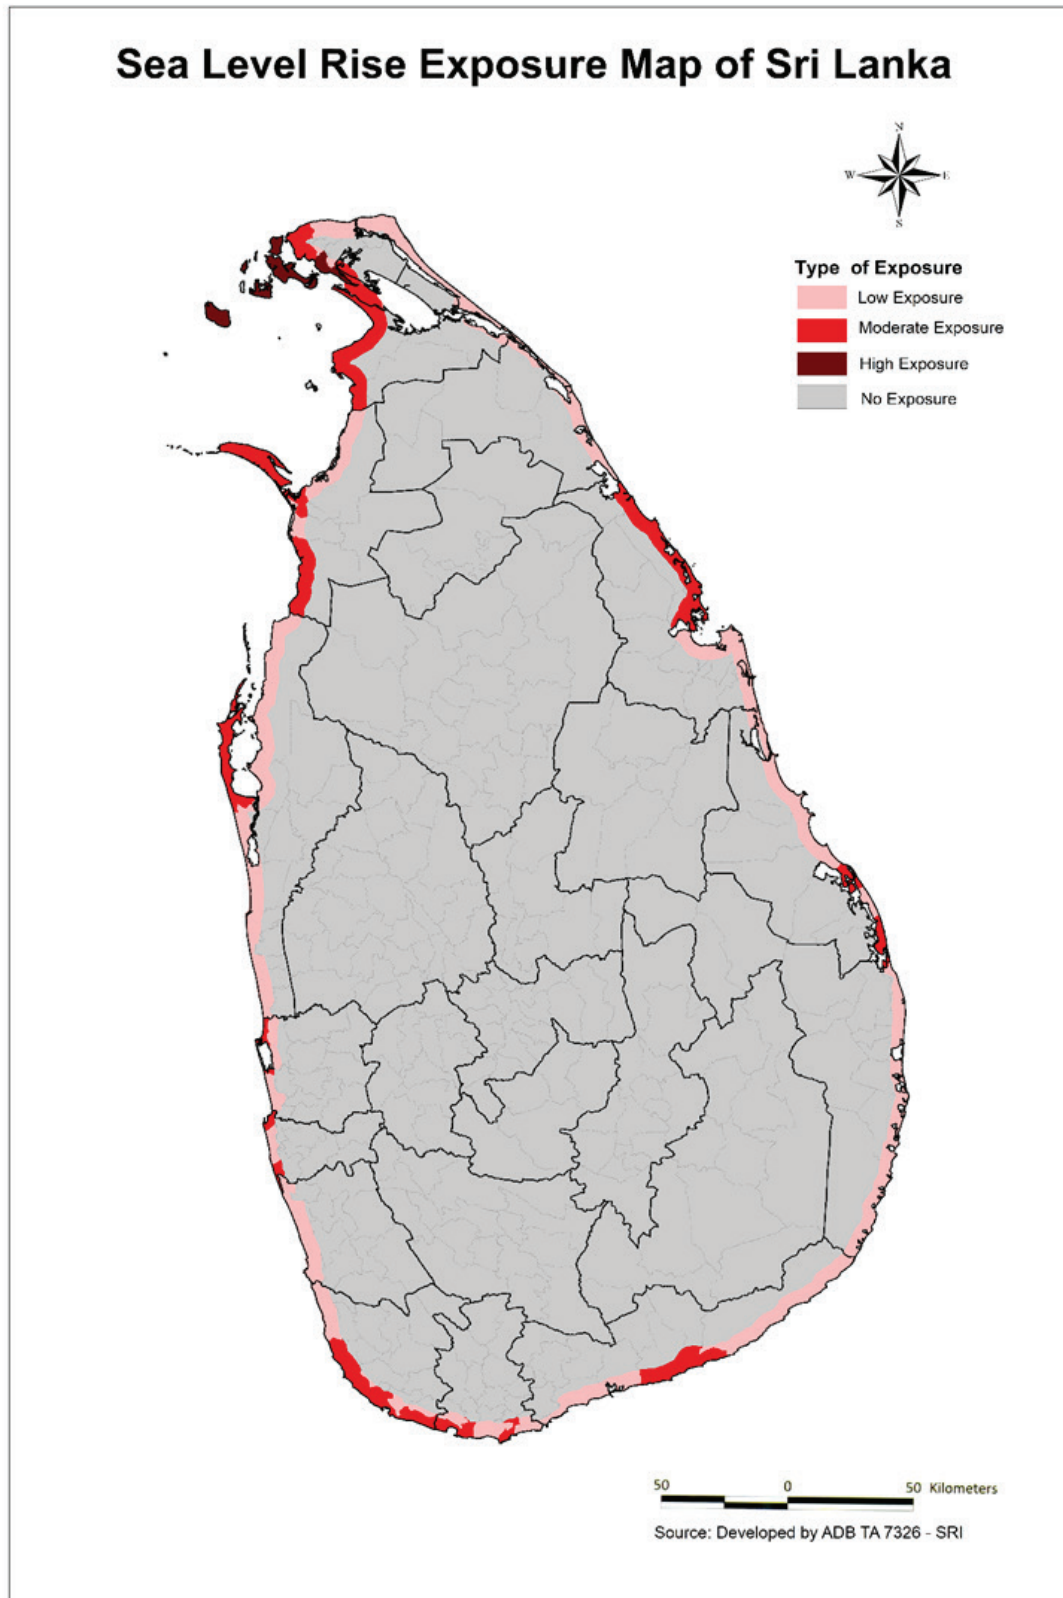 Sea Level Rise Exposure Map of Sri Lanka
N
W E
S
Type of Exposure
Low Exposure
Moderate Exposure
High Exposure
No Exposure
50 0 50 Kilometers
Source: Developed by ADB TA 7326 - SRI